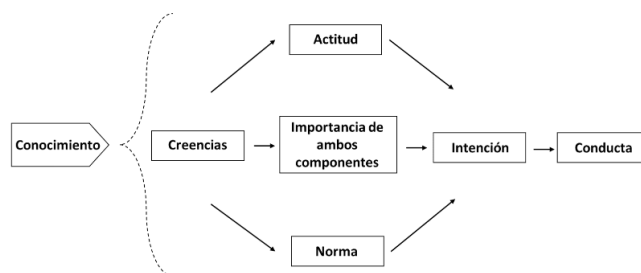 Actitud
Conocimiento
Creencias
Importancia de
ambos
componentes
Intención
Conducta
Norma